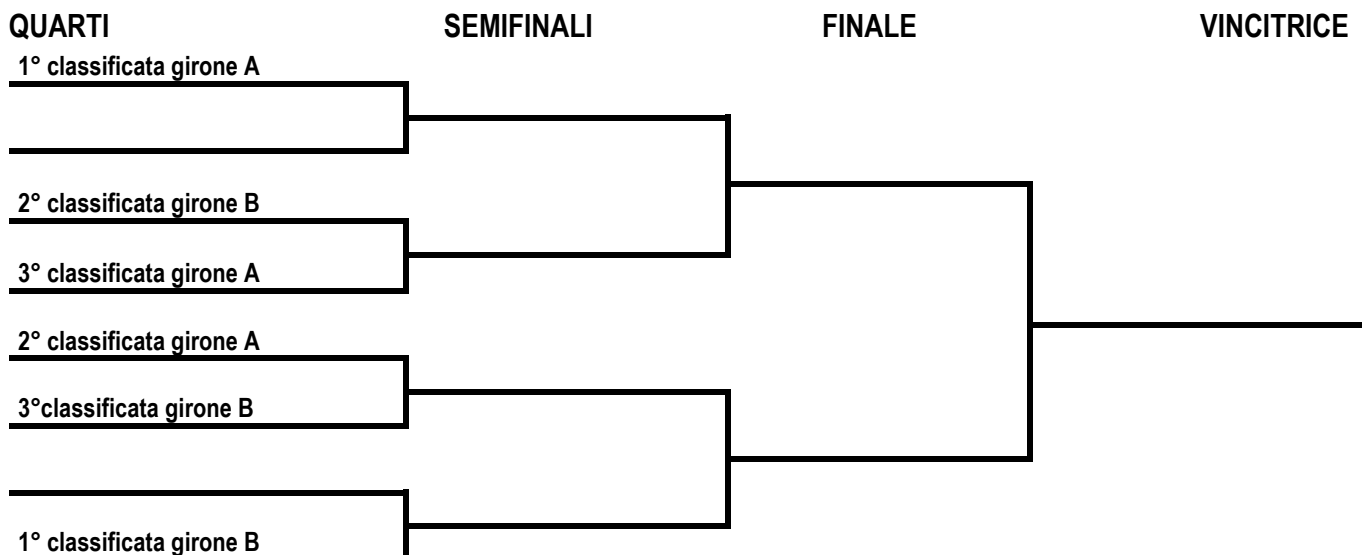 QUARTI SEMIFINALI FINALE VINCITRICE
1° classificata girone A
2° classificata girone B
3° classificata girone A
2° classificata girone A
3°classificata girone B
1° classificata girone B